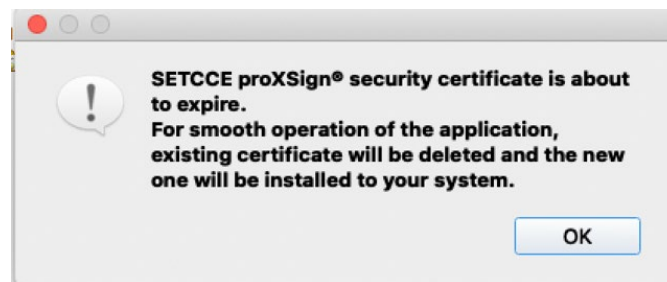 SETCCE proXSign® security certificate is about
to expire.
For smooth operation of the application,
existing certificate will be deleted and the new
one will be installed to your system.
OK